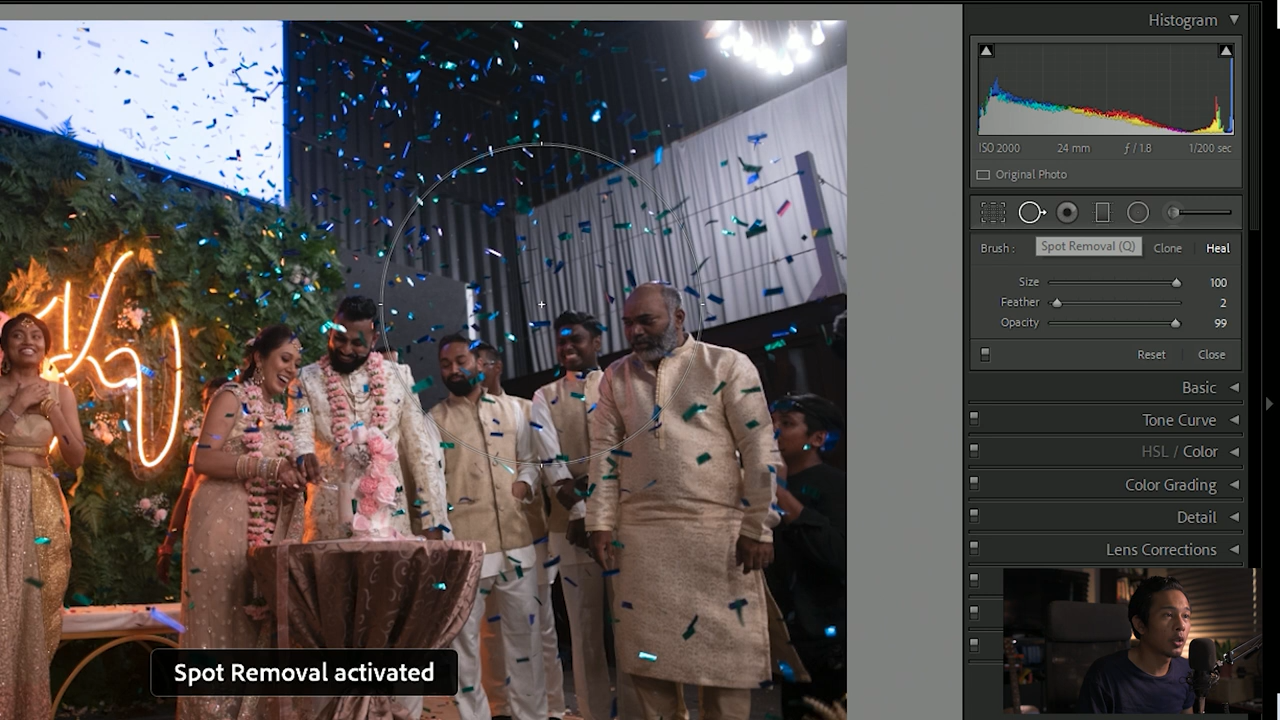 Histogram
ISO 2000 24 mm ƒ / 1.8 1/200 sec
Original Photo
Brush : Spot Removal (Q) Clone Heal
Size 100
Feather 2
Opacity 99
Reset Close
Basic
Tone Curve
HSL / Color
Color Grading
Detail
Lens Corrections
Spot Removal activated